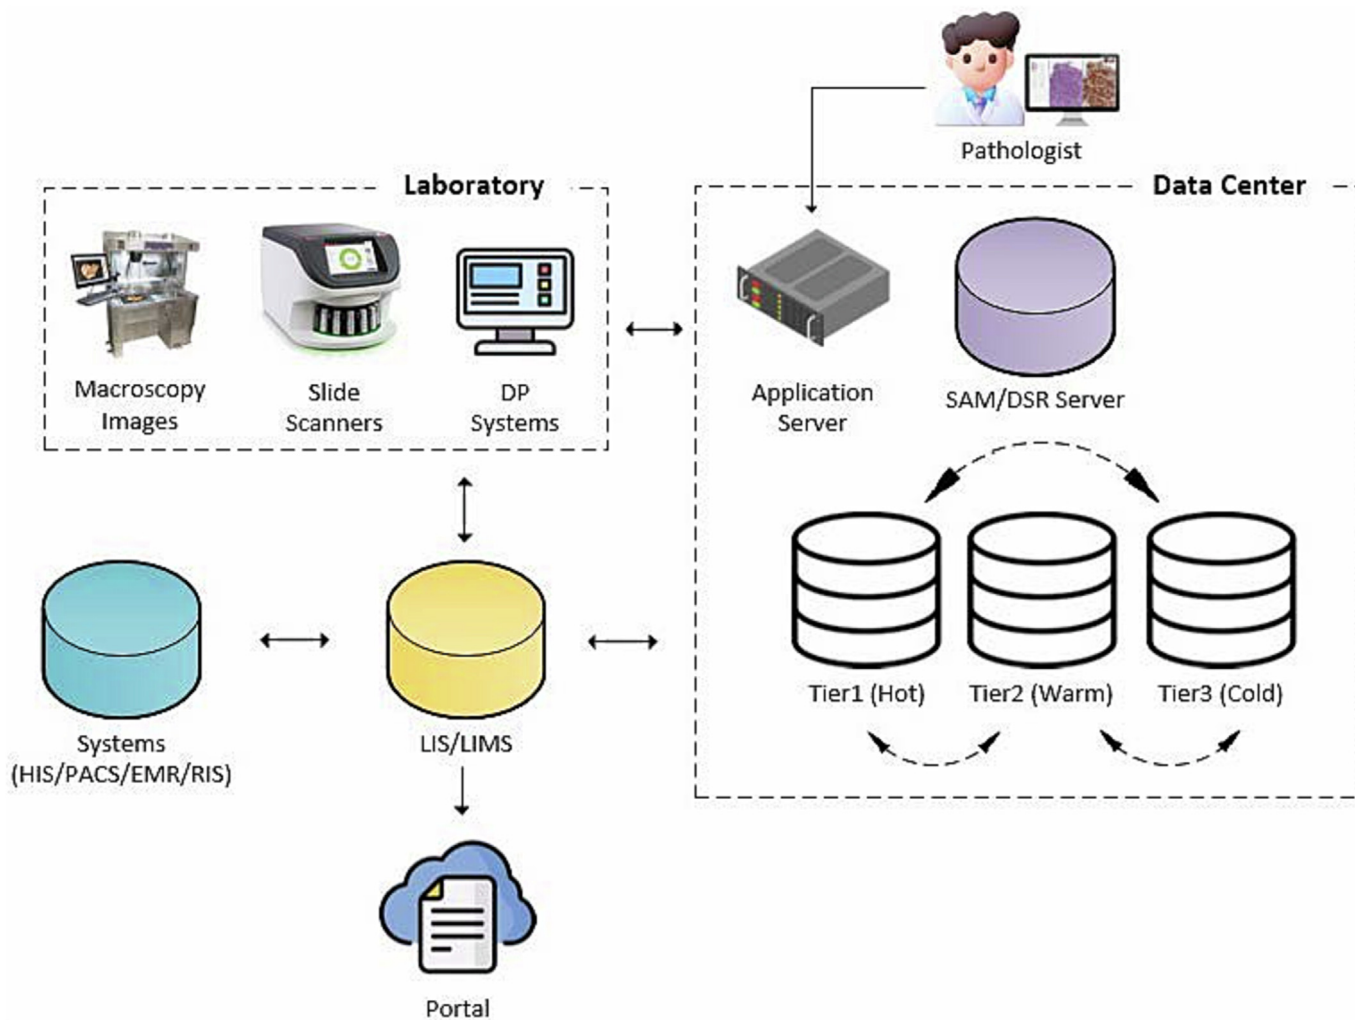 Pathologist
Laboratory
Data Center
Macroscopy
Images
Slide
Scanners
DP
Systems
Application
Server
SAM/DSR Server
Tier1 (Hot)
Tier2 (Warm)
Tier3 (Cold)
Systems
(HIS/PACS/EMR/RIS)
LIS/LIMS
Portal